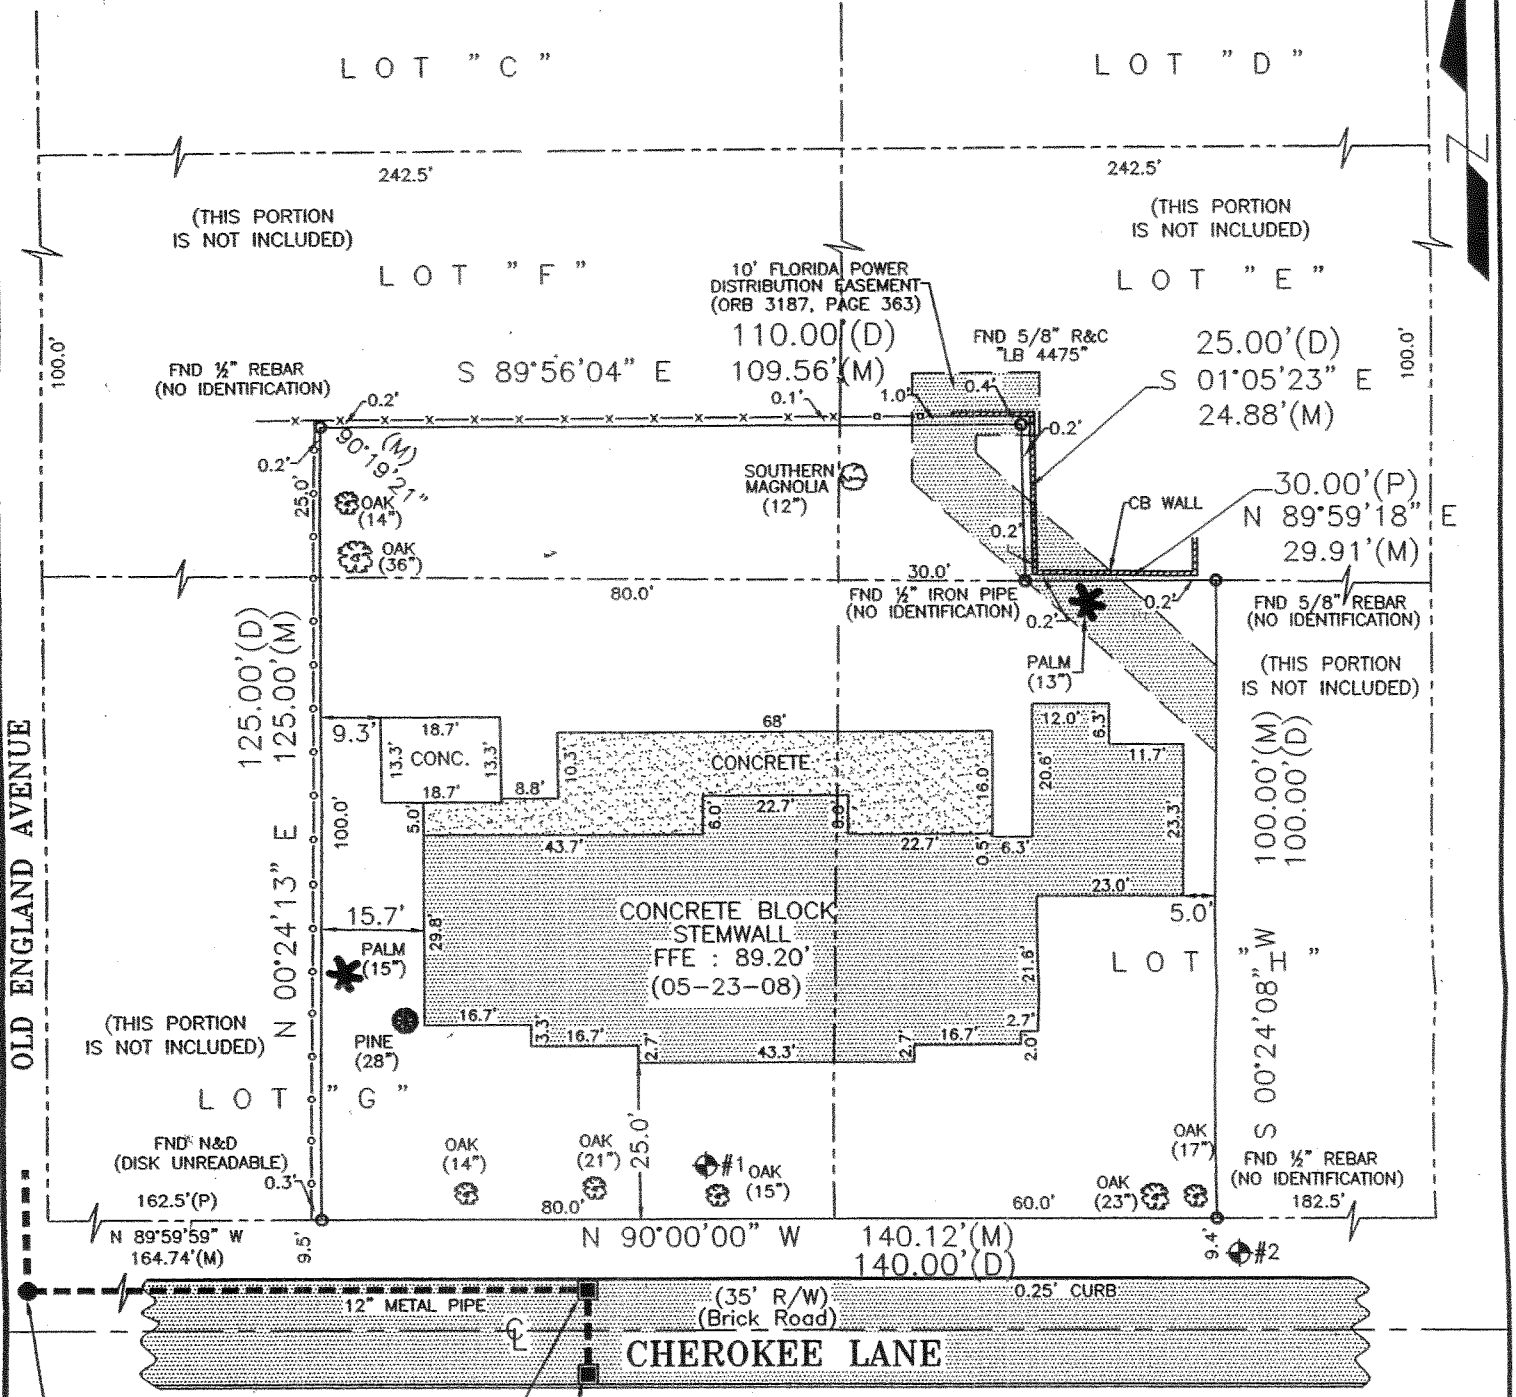 LOT "C"
LOT "D"
N
242.5'
242.5'
(THIS PORTION
IS NOT INCLUDED)
(THIS PORTION
IS NOT INCLUDED)
LOT "F"
10' FLORIDA POWER
DISTRIBUTION EASEMENT
(ORB 3187, PAGE 363)
LOT "E"
100.0'
110.00'(D)
S 89°56'04" E
109.56'(M)
FND 5/8" R&C
"LB 4475"
25.00'(D)
S 01°05'23" E
24.88'(M)
100.0'
FND ½" REBAR
(NO IDENTIFICATION)
0.2'
0.1'
1.0'
0.4'
0.2'
(M)
90°19'21"
0.2'
25.0'
OAK
(14")
OAK
(36")
SOUTHERN
MAGNOLIA
(12")
CB WALL
30.00'(P)
N 89°59'18" E
29.91'(M)
0.2'
80.0'
30.0'
FND ½" IRON PIPE
(NO IDENTIFICATION)
0.2'
0.2'
FND 5/8" REBAR
(NO IDENTIFICATION)
PALM
(13")
(THIS PORTION
IS NOT INCLUDED)
125.00'(D)
125.00'(M)
9.3'
18.7'
13.3'
CONC.
13.3'
18.7'
8.8'
10.3'
68'
CONCRETE
16.0'
12.0'
6.3'
11.7'
20.6'
23.3'
100.00'(M)
100.00'(D)
OLD ENGLAND AVENUE
100.0'
5.0'
43.7'
6.0'
22.7'
22.7'
0.5'
6.3'
23.0'
5.0'
N 00°24'13" E
15.7'
29.8'
CONCRETE BLOCK
STEMWALL
FFE : 89.20'
(05-23-08)
21.6'
LOT "H"
S 00°24'08" W
PALM
(15")
PINE
(28")
(THIS PORTION
IS NOT INCLUDED)
16.7'
3.3'
16.7'
2.7'
43.3'
2.7'
16.7'
2.7'
2.0'
LOT "G"
FND N&D
(DISK UNREADABLE)
0.3'
OAK
(14")
OAK
(21")
25.0'
#1
OAK
(15")
OAK
(17")
OAK
(23")
FND ½" REBAR
(NO IDENTIFICATION)
182.5'
162.5'(P)
N 89°59'59" W
164.74'(M)
9.5'
80.0'
60.0'
N 90°00'00" W
140.12'(M)
140.00'(D)
9.4'
#2
12" METAL PIPE
CL
(35' R/W)
(Brick Road)
0.25' CURB
CHEROKEE LANE